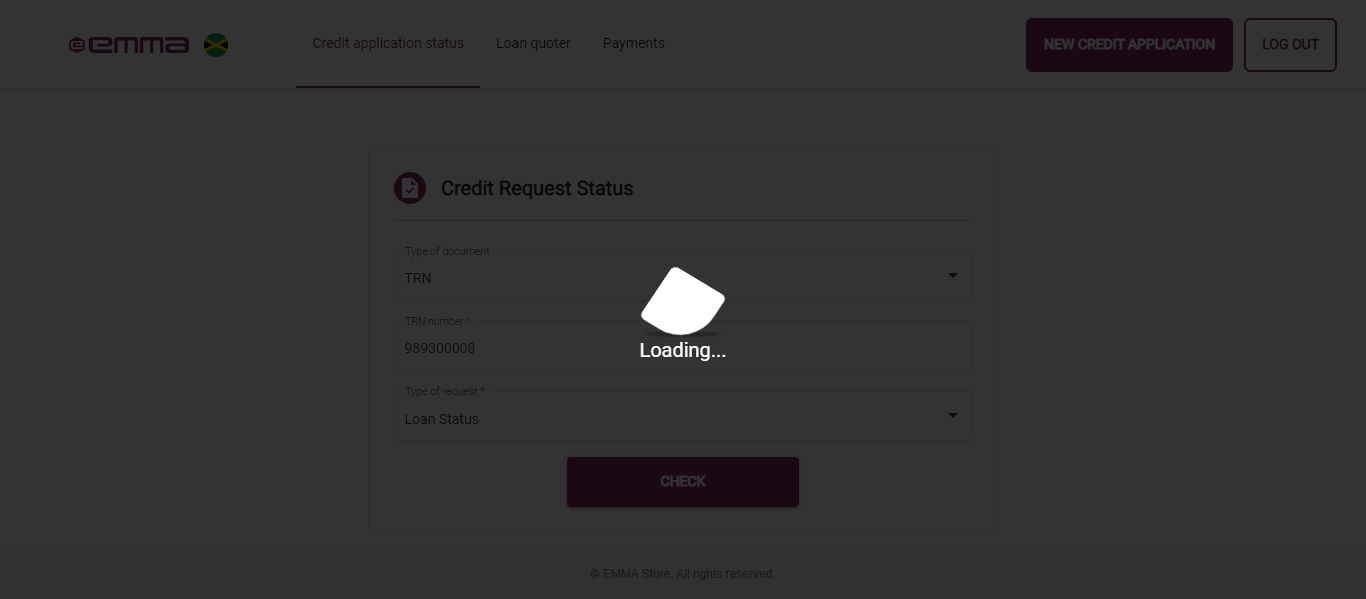 emma
Credit application status
Loan quoter
Payments
NEW CREDIT APPLICATION
LOG OUT
Credit Request Status
Type of document
TRN
TRN number *
989300008
Type of request *
Loan Status
Loading...
CHECK
© EMMA Store. All rights reserved.